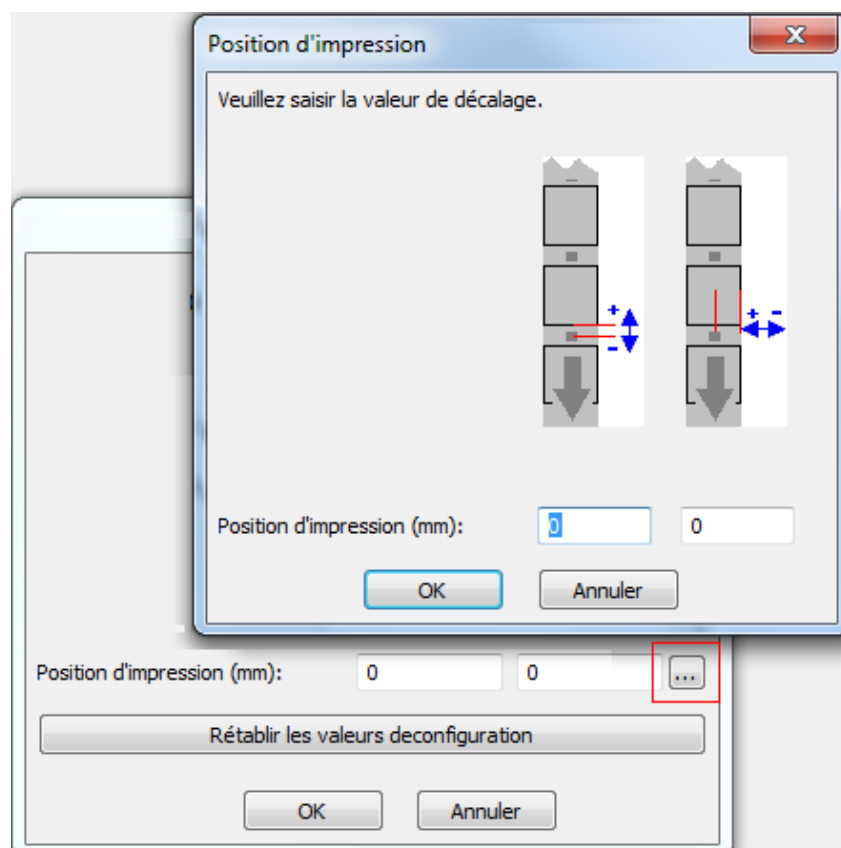 Position d'impression
x
Veuillez saisir la valeur de décalage.
+
-
+ -
Position d'impression (mm): 0 0
OK Annuler
Position d'impression (mm): 0 0 ...
Rétablir les valeurs deconfiguration
OK Annuler